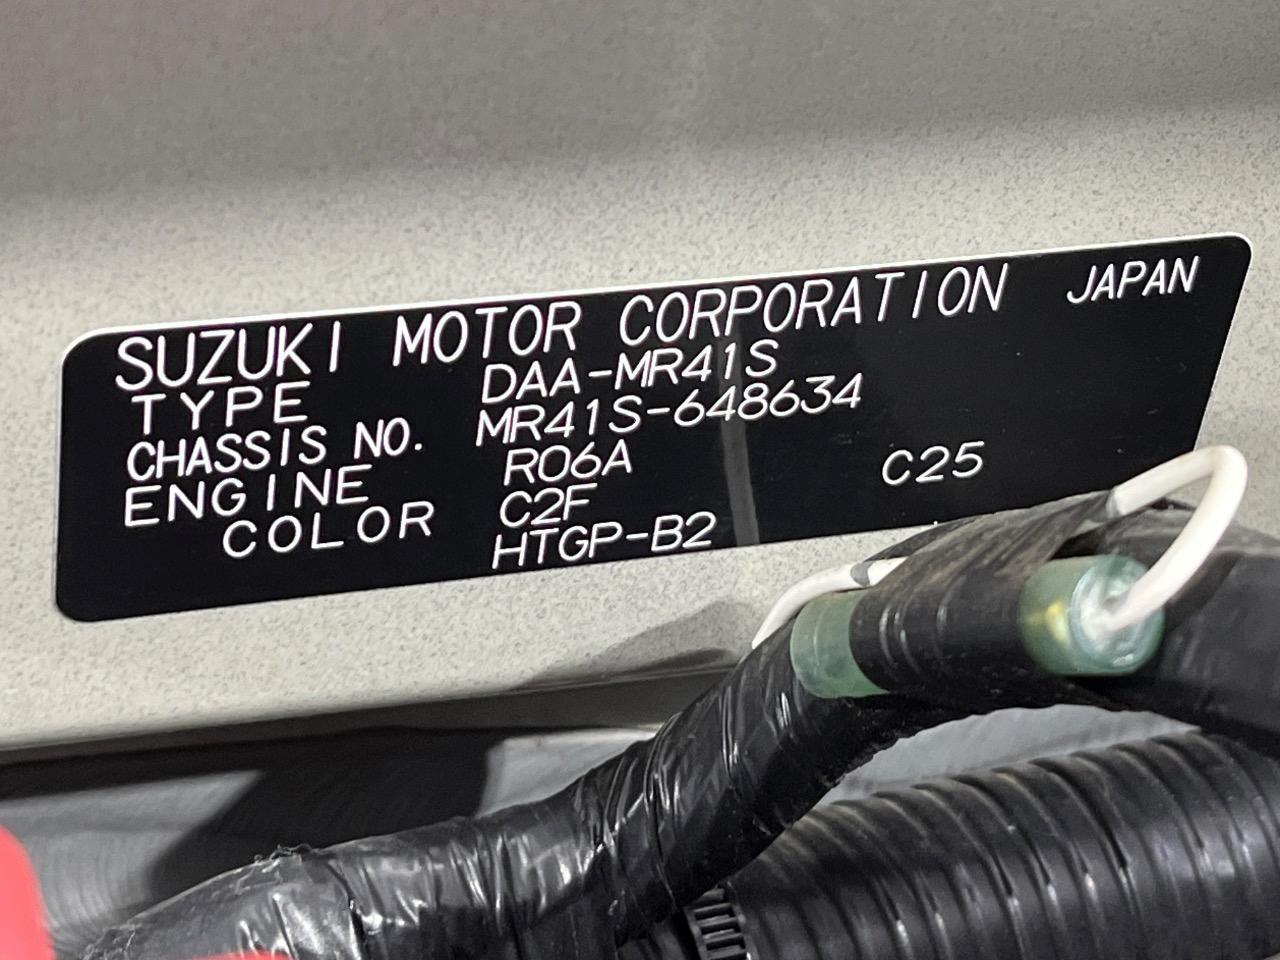 SUZUKI MOTOR CORPORATION JAPAN
TYPE DAA-MR41S
CHASSIS NO. MR41S-648634
ENGINE R06A
COLOR C2F C25
HTGP-B2